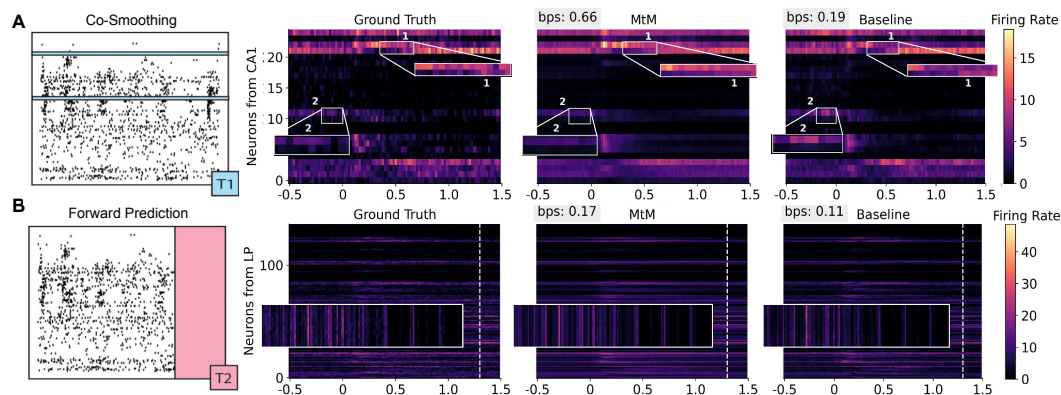 A
Co-Smoothing
T1
Ground Truth
bps: 0.66
MtM
bps: 0.19
Baseline
Firing Rate
Neurons from CA1
20
15
10
5
0
1
1
2
2
-0.5 0 0.5 1.0 1.5
1
1
2
2
-0.5 0 0.5 1.0 1.5
1
1
2
2
-0.5 0 0.5 1.0 1.5
15
10
5
0
B
Forward Prediction
T2
Ground Truth
bps: 0.17
MtM
bps: 0.11
Baseline
Firing Rate
Neurons from LP
100
0
-0.5 0 0.5 1.0 1.5
-0.5 0 0.5 1.0 1.5
-0.5 0 0.5 1.0 1.5
40
30
20
10
0